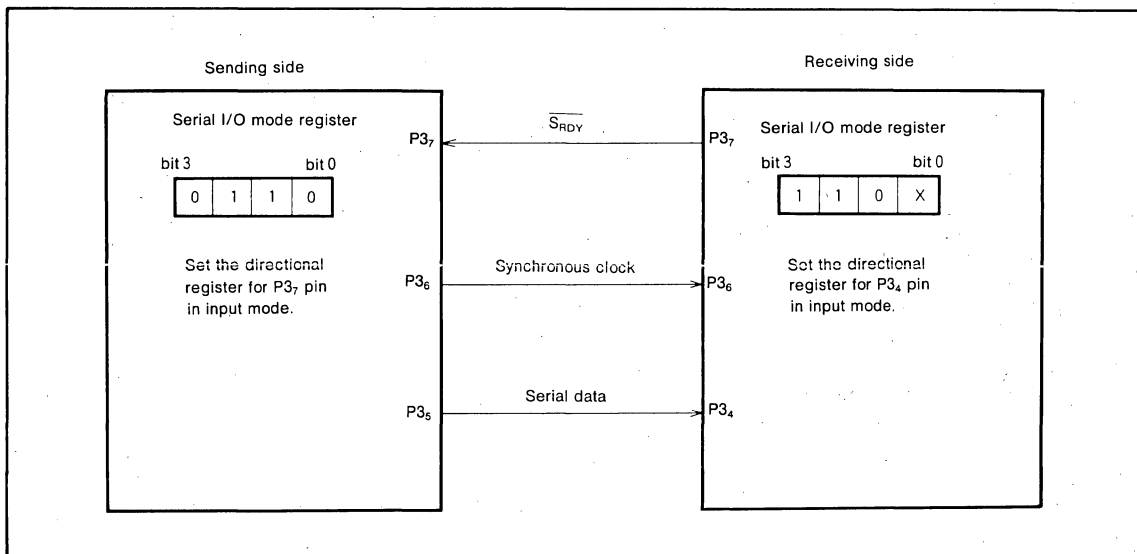 Sending side
Serial I/O mode register
bit 3 bit 0
0 1 1 0
Set the directional
register for P3₇ pin
in input mode.
P3₇
P3₆
P3₅
S̅R̅D̅Y̅
Synchronous clock
Serial data
Receiving side
P3₇
P3₆
P3₄
Serial I/O mode register
bit 3 bit 0
1 1 0 X
Set the directional
register for P3₄ pin
in input mode.